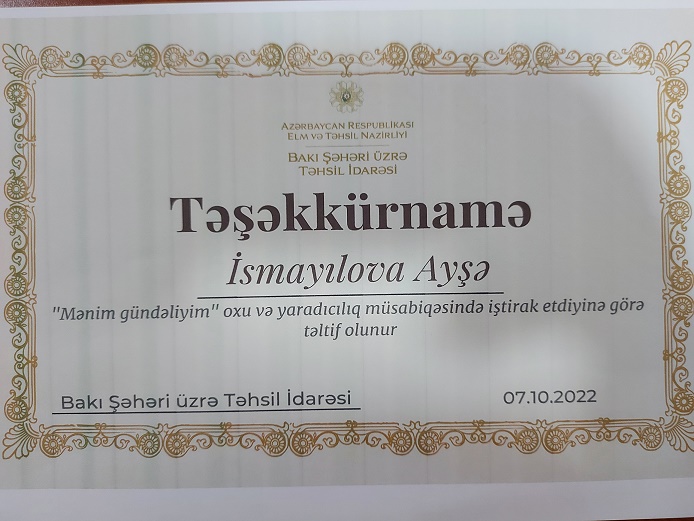 AZƏRBAYCAN RESPUBLİKASI
ELM VƏ TƏHSİL NAZİRLİYİ
BAKI ŞƏHƏRİ ÜZRƏ
TƏHSİL İDARƏSİ
Təşəkkürnamə
İsmayılova Ayşə
"Mənim gündəliyim" oxu və yaradıcılıq müsabiqəsində iştirak etdiyinə görə
təltif olunur
Bakı Şəhəri üzrə Təhsil İdarəsi
07.10.2022